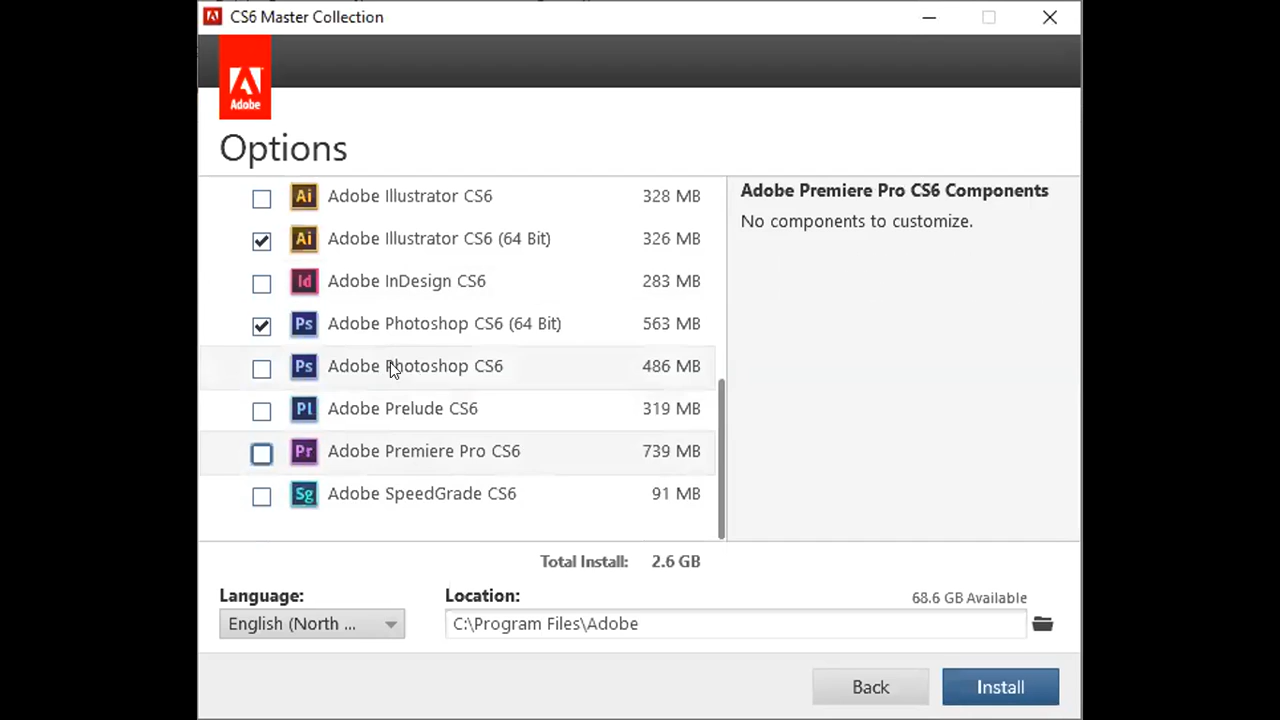 CS6 Master Collection
Adobe
Options
Ai Adobe Illustrator CS6 328 MB
Ai Adobe Illustrator CS6 (64 Bit) 326 MB
Id Adobe InDesign CS6 283 MB
Ps Adobe Photoshop CS6 (64 Bit) 563 MB
Ps Adobe Photoshop CS6 486 MB
Pl Adobe Prelude CS6 319 MB
Pr Adobe Premiere Pro CS6 739 MB
Sg Adobe SpeedGrade CS6 91 MB
Adobe Premiere Pro CS6 Components
No components to customize.
Total Install: 2.6 GB
Language:
English (North ...
Location:
68.6 GB Available
C:\Program Files\Adobe
Back
Install